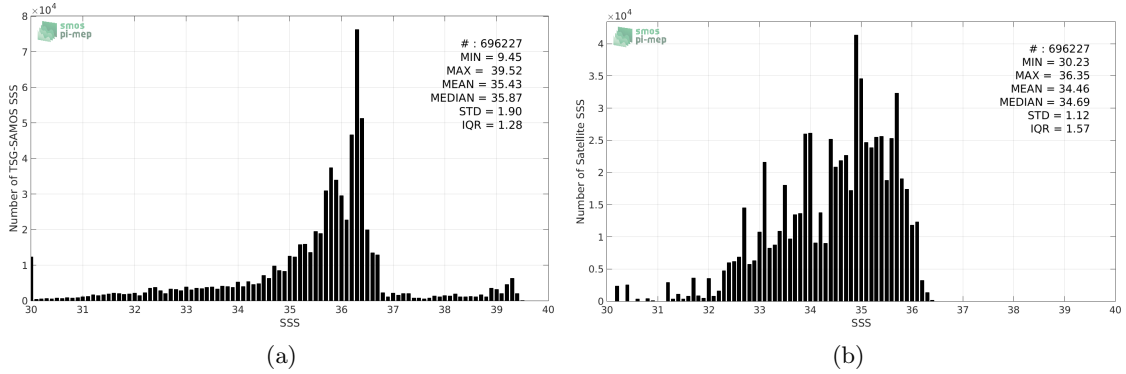 ×10⁴
smos
pi-mep
# : 696227
MIN = 9.45
MAX = 39.52
MEAN = 35.43
MEDIAN = 35.87
STD = 1.90
IQR = 1.28
Number of TSG-SAMOS SSS
8
7
6
5
4
3
2
1
0
30 31 32 33 34 35 36 37 38 39 40
SSS
(a)
×10⁴
smos
pi-mep
# : 696227
MIN = 30.23
MAX = 36.35
MEAN = 34.46
MEDIAN = 34.69
STD = 1.12
IQR = 1.57
Number of Satellite SSS
4
3.5
3
2.5
2
1.5
1
0.5
0
30 31 32 33 34 35 36 37 38 39 40
SSS
(b)